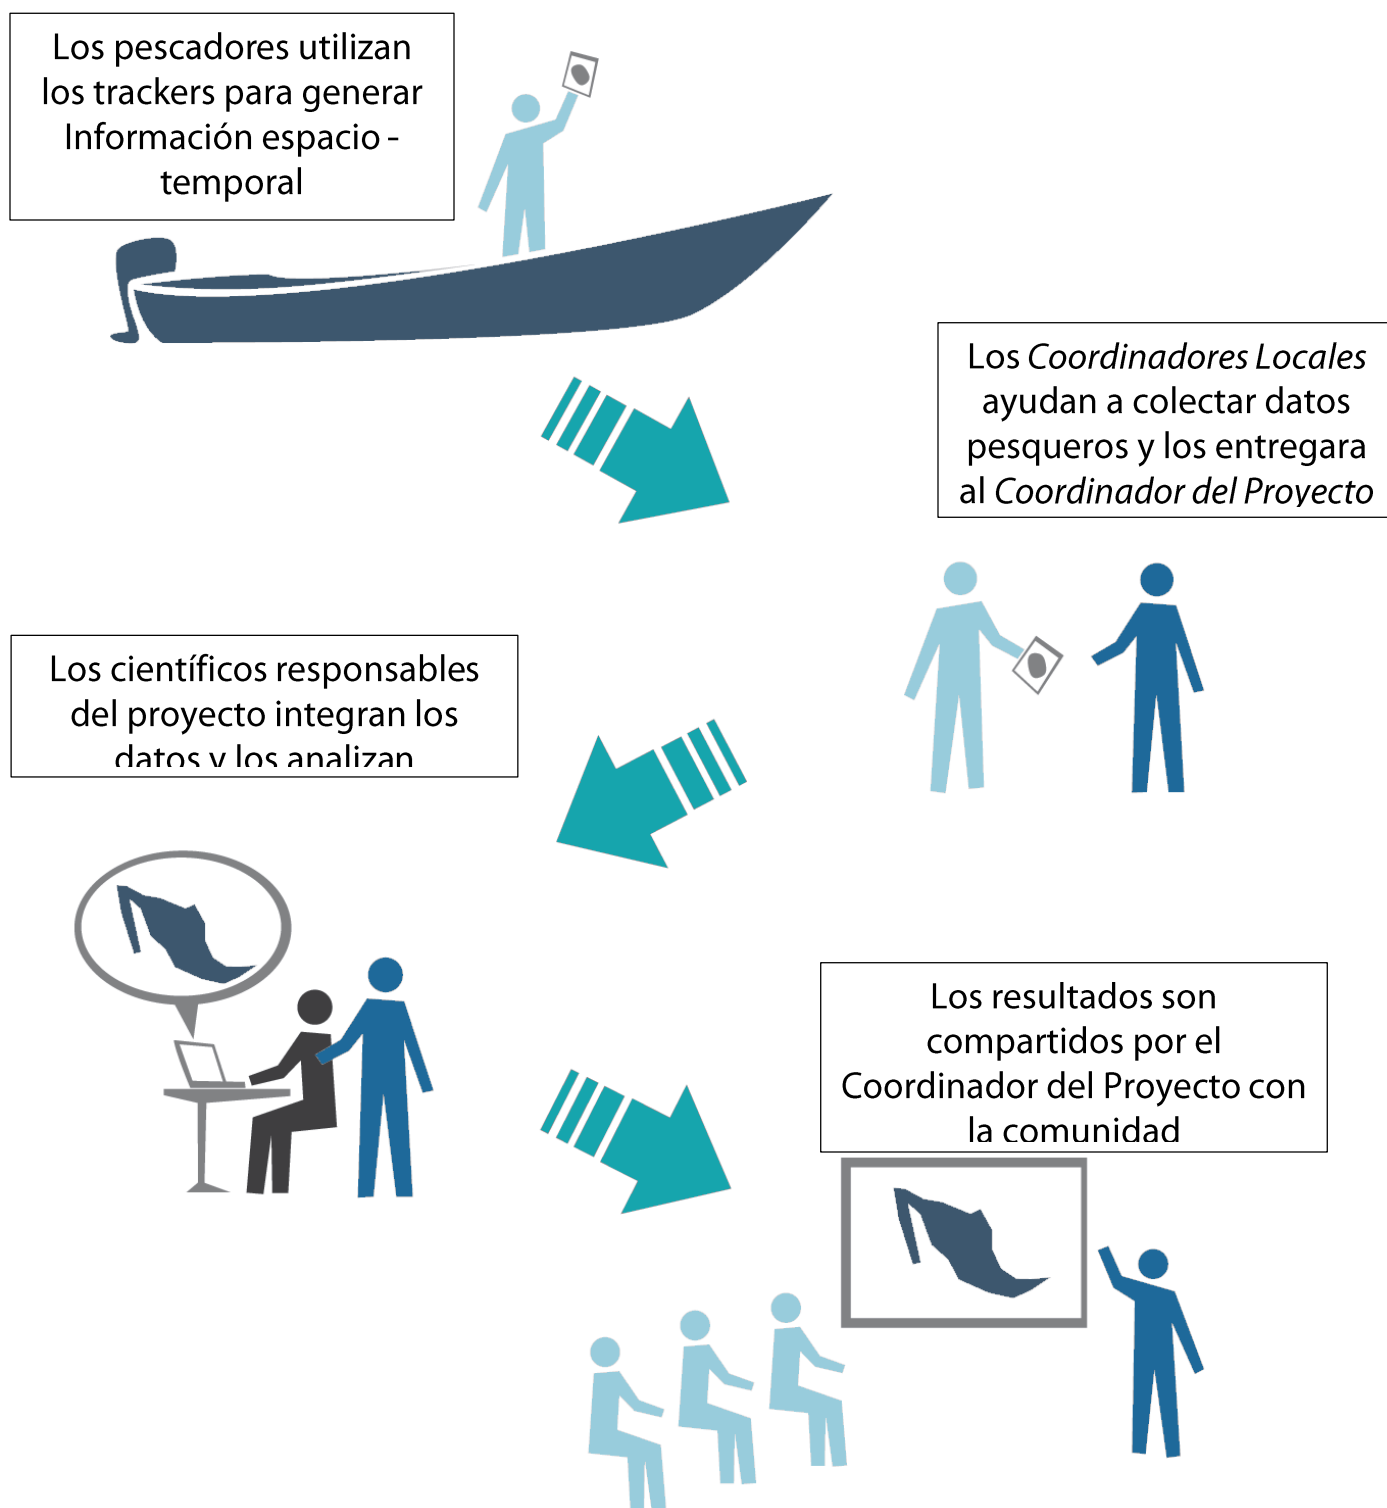 Los pescadores utilizan
los trackers para generar
Información espacio -
temporal
Los Coordinadores Locales
ayudan a colectar datos
pesqueros y los entregara
al Coordinador del Proyecto
Los científicos responsables
del proyecto integran los
datos y los analizan
Los resultados son
compartidos por el
Coordinador del Proyecto con
la comunidad